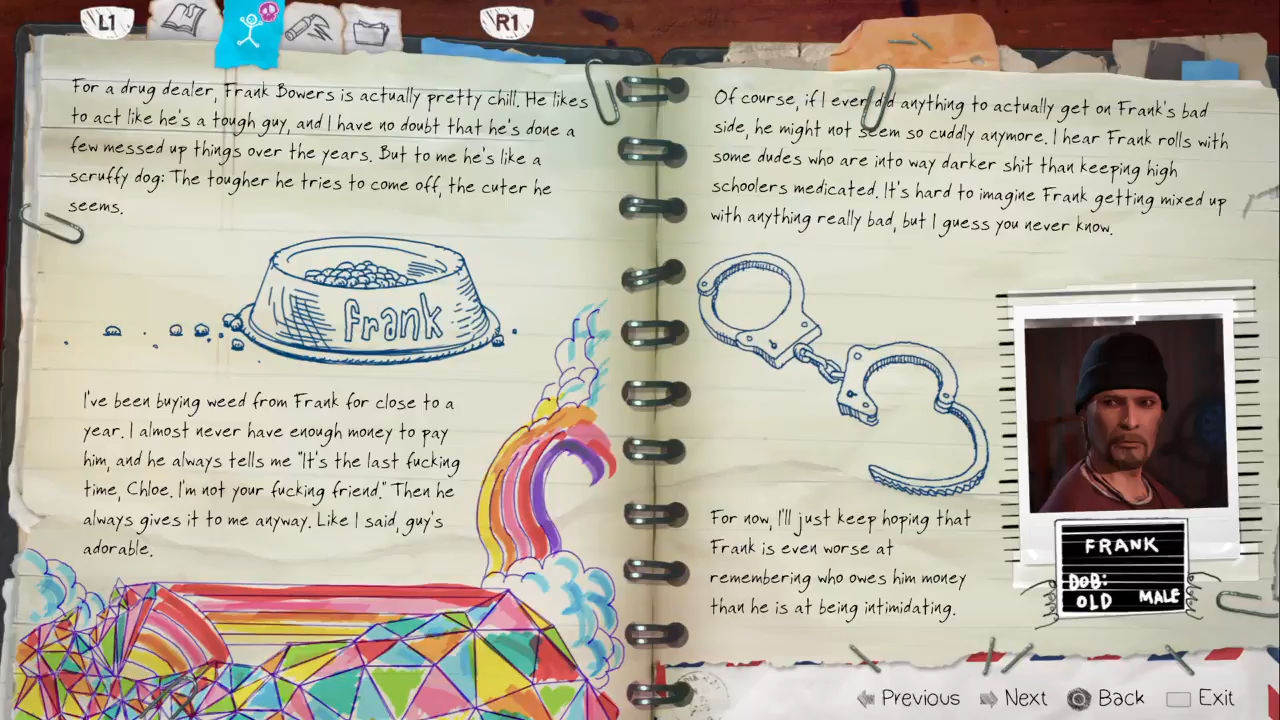 L1
R1
For a drug dealer, Frank Bowers is actually pretty chill. He likes
to act like he's a tough guy, and I have no doubt that he's done a
few messed up things over the years. But to me he's like a
scruffy dog: The tougher he tries to come off, the cuter he
seems.
frank
I've been buying weed from Frank for close to a
year. I almost never have enough money to pay
him, and he always tells me "It's the last fucking
time, Chloe. I'm not your fucking friend." Then he
always gives it to me anyway. Like I said, guy's
adorable.
Of course, if I ever did anything to actually get on Frank's bad
side, he might not seem so cuddly anymore. I hear Frank rolls with
some dudes who are into way darker shit than keeping high
schoolers medicated. It's hard to imagine Frank getting mixed up
with anything really bad, but I guess you never know.
For now, I'll just keep hoping that
Frank is even worse at
remembering who owes him money
than he is at being intimidating.
FRANK
DOB:
OLD MALE
Previous Next Back Exit